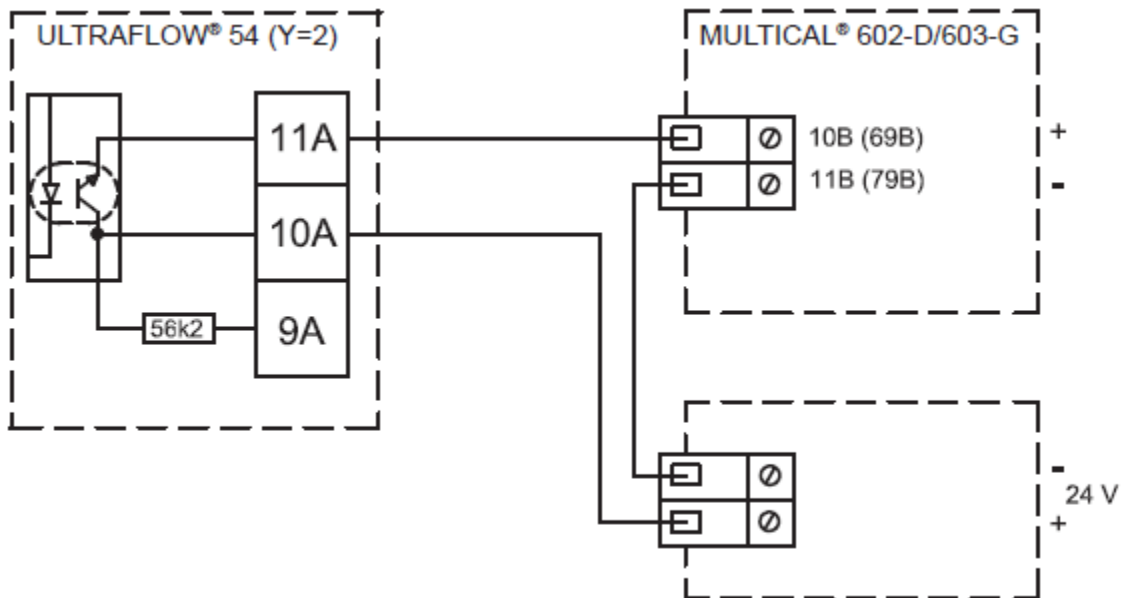 ULTRAFLOW® 54 (Y=2)
MULTICAL® 602-D/603-G
11A
10A
9A
56k2
10B (69B)
11B (79B)
+
-
-
24 V
+